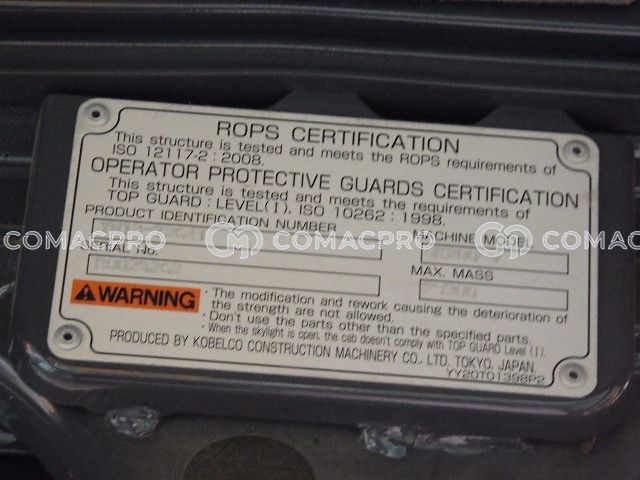 ROPS CERTIFICATION
This structure is tested and meets the ROPS requirements of
ISO 12117-2 : 2008.
OPERATOR PROTECTIVE GUARDS CERTIFICATION
This structure is tested and meets the requirements of
TOP GUARD : LEVEL(I), ISO 10262 : 1998.
PRODUCT IDENTIFICATION NUMBER
MACHINE MODEL
COMACPRO COMACPRO COMACPRO
SERIAL No.
MAX. MASS
WARNING
· The modification and rework causing the deterioration of
the strength are not allowed.
· Don't use the parts other than the specified parts.
· When the skylight is open, the cab doesn't comply with TOP GUARD Level (I).
PRODUCED BY KOBELCO CONSTRUCTION MACHINERY CO., LTD. TOKYO, JAPAN.
YY20T01398P2